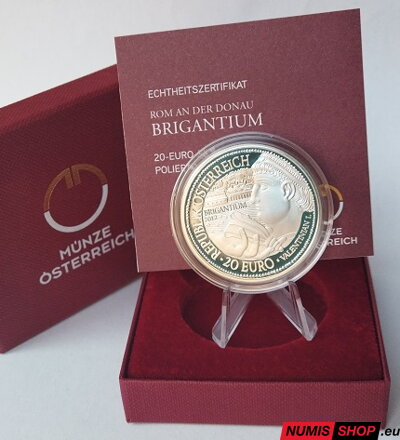 ECHTHEITSZERTIFIKAT
ROM AN DER DONAU
BRIGANTIUM
20-EURO
POLIER
MÜNZE
ÖSTERREICH
REPUBLIK ÖSTERREICH
BRIGANTIUM
2012
20 EURO
VALENTINIAN I.
NUMIS SHOP.eu